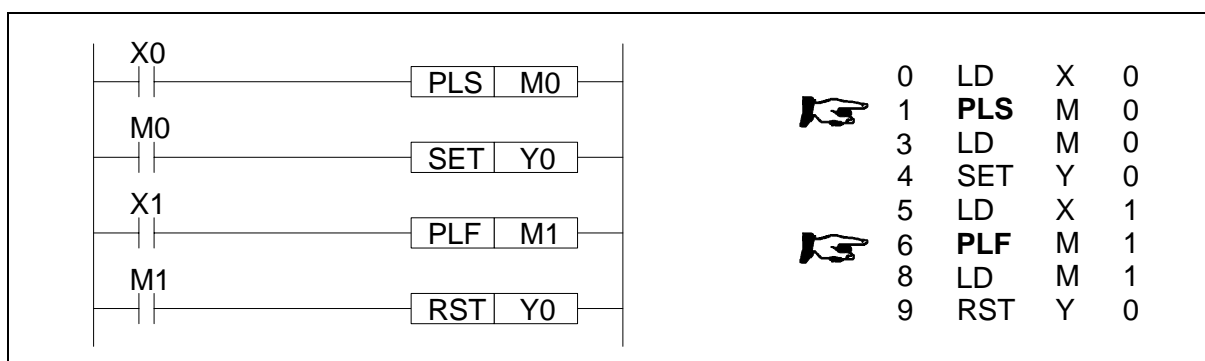 X0
PLS M0
M0
SET Y0
X1
PLF M1
M1
RST Y0
0 LD X 0
1 PLS M 0
3 LD M 0
4 SET Y 0
5 LD X 1
6 PLF M 1
8 LD M 1
9 RST Y 0